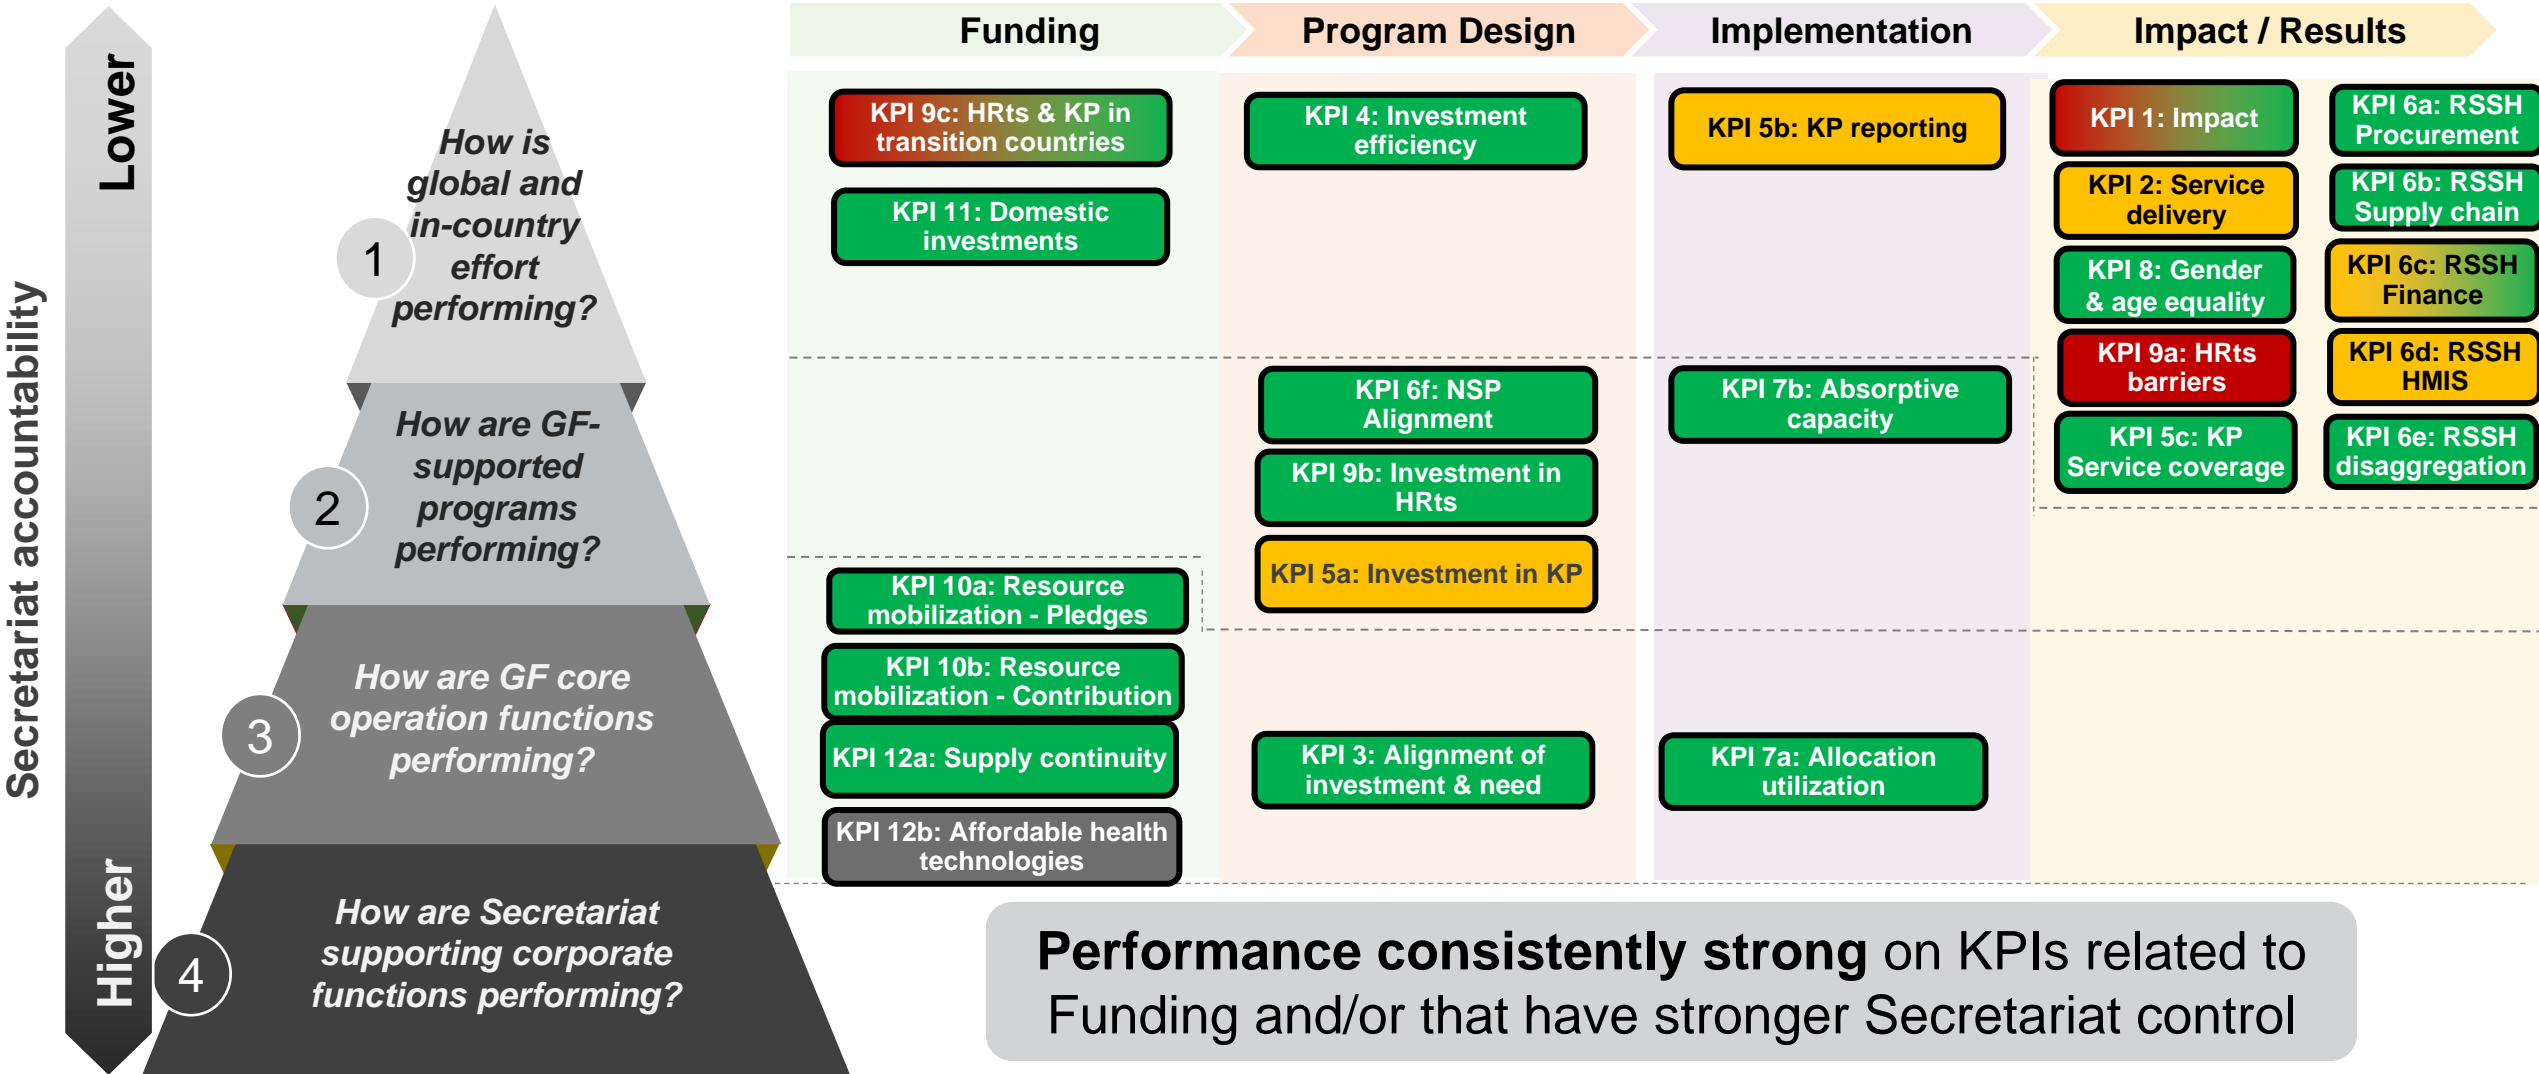 Secretariat accountability
Lower
Higher
1
How is
global and
in-country
effort
performing?
2
How are GF-
supported
programs
performing?
3
How are GF core
operation functions
performing?
4
How are Secretariat
supporting corporate
functions performing?
Funding
Program Design
Implementation
Impact / Results
KPI 9c: HRts & KP in
transition countries
KPI 11: Domestic
investments
KPI 4: Investment
efficiency
KPI 5b: KP reporting
KPI 1: Impact
KPI 2: Service
delivery
KPI 8: Gender
& age equality
KPI 9a: HRts
barriers
KPI 5c: KP
Service coverage
KPI 6a: RSSH
Procurement
KPI 6b: RSSH
Supply chain
KPI 6c: RSSH
Finance
KPI 6d: RSSH
HMIS
KPI 6e: RSSH
disaggregation
KPI 6f: NSP
Alignment
KPI 9b: Investment in
HRts
KPI 5a: Investment in KP
KPI 7b: Absorptive
capacity
KPI 10a: Resource
mobilization - Pledges
KPI 10b: Resource
mobilization - Contribution
KPI 12a: Supply continuity
KPI 12b: Affordable health
technologies
KPI 3: Alignment of
investment & need
KPI 7a: Allocation
utilization
Performance consistently strong on KPIs related to
Funding and/or that have stronger Secretariat control